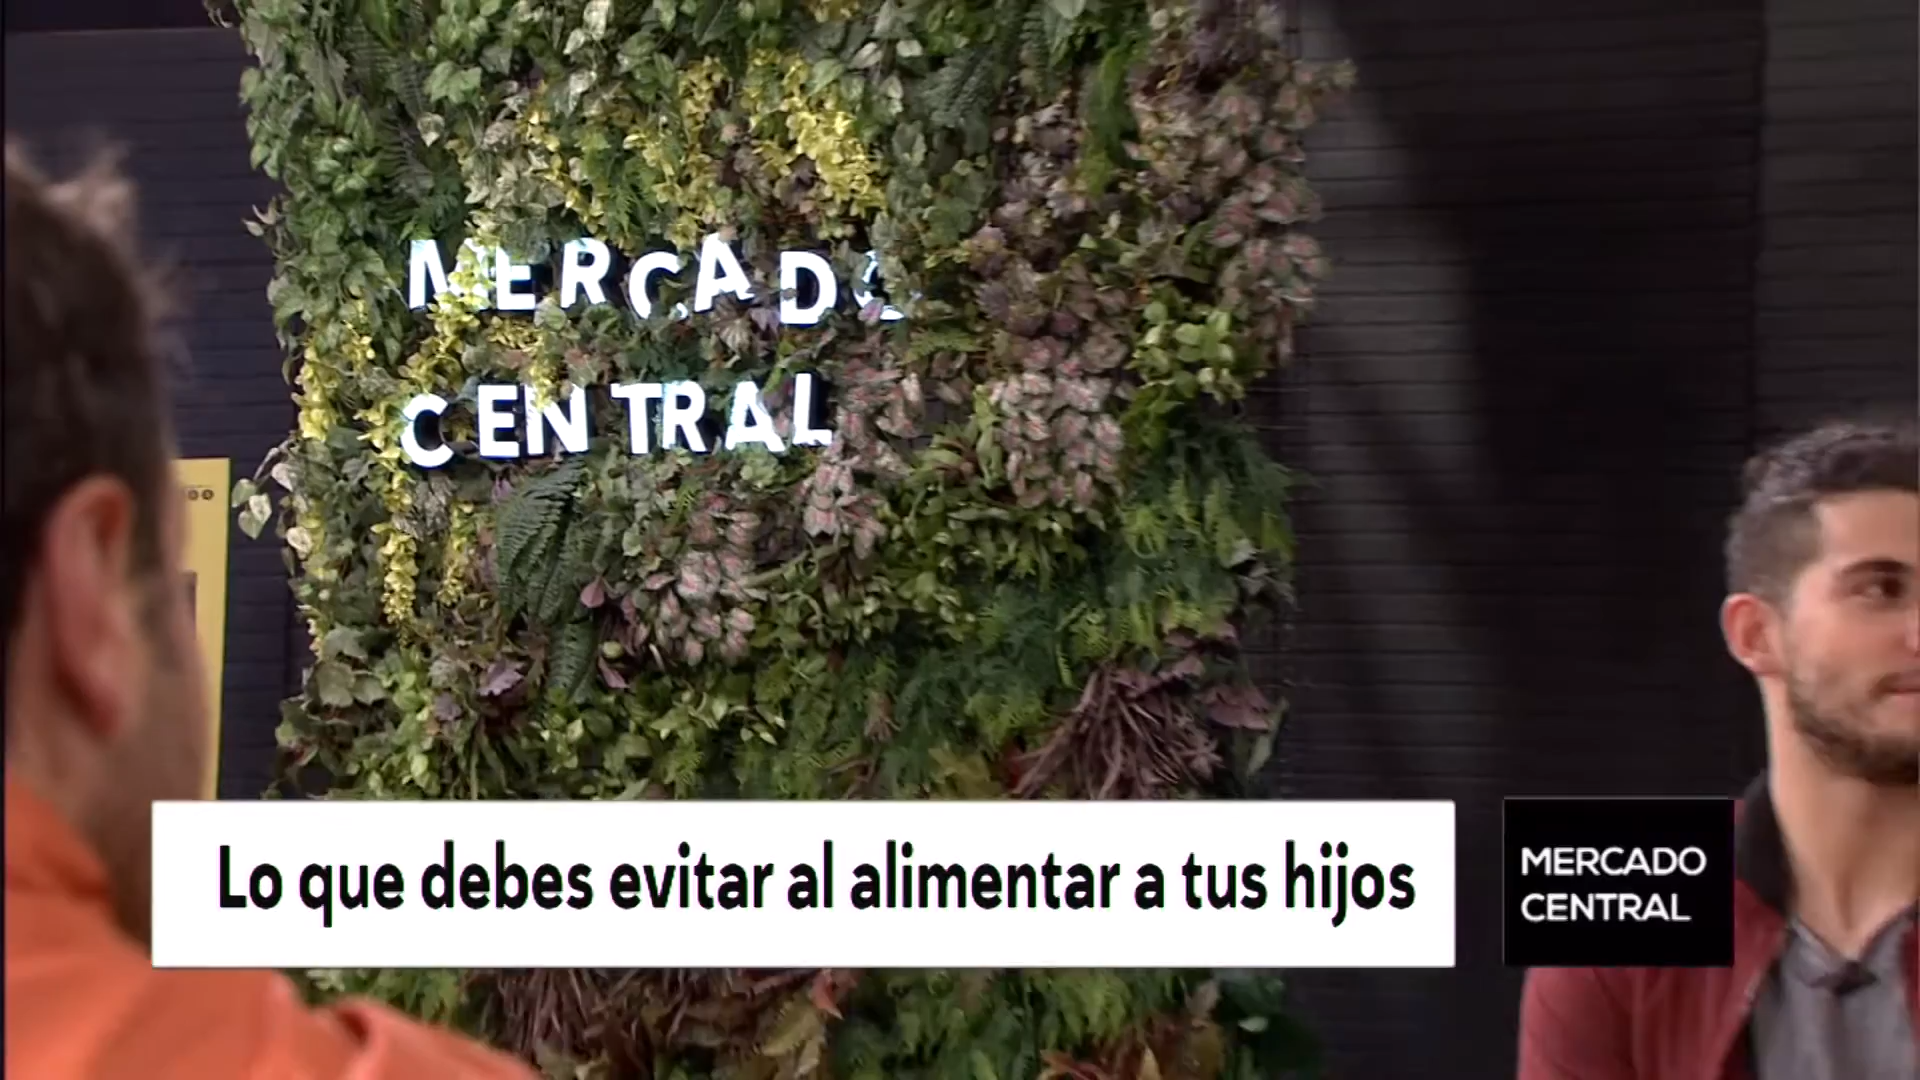 MERCADO
CENTRAL
Lo que debes evitar al alimentar a tus hijos
MERCADO
CENTRAL